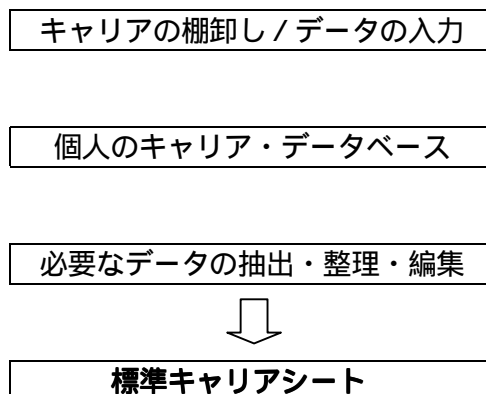 キャリアの棚卸し / データの入力
個人のキャリア・データベース
必要なデータの抽出・整理・編集
標準キャリアシート